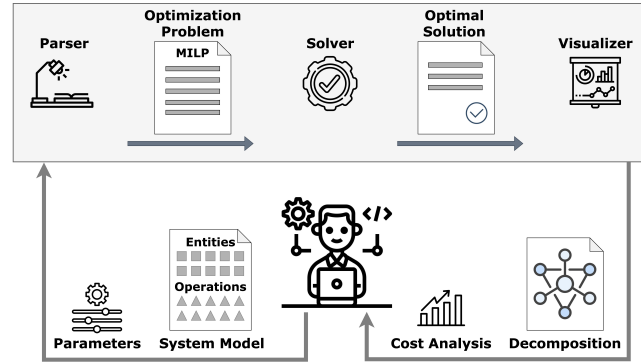 Parser
Optimization
Problem
MILP
Solver
Optimal
Solution
Visualizer
Entities
Operations
</>
Parameters
System Model
Cost Analysis
Decomposition